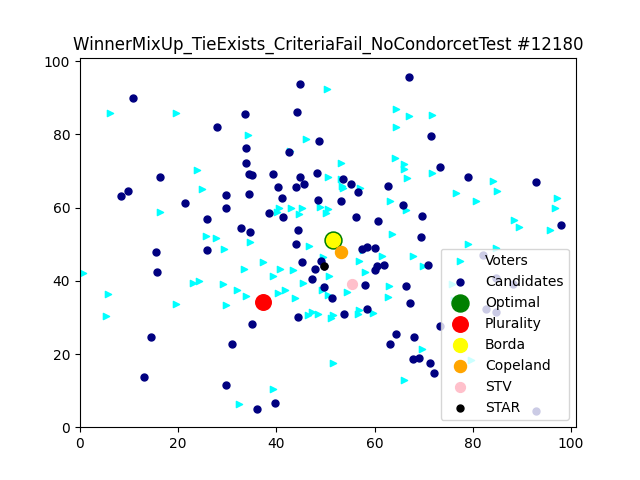 WinnerMixUp_TieExists_CriteriaFail_NoCondorcetTest #12180
100
80
60
40
20
0
0
20
40
60
80
100
Voters
Candidates
Optimal
Plurality
Borda
Copeland
STV
STAR